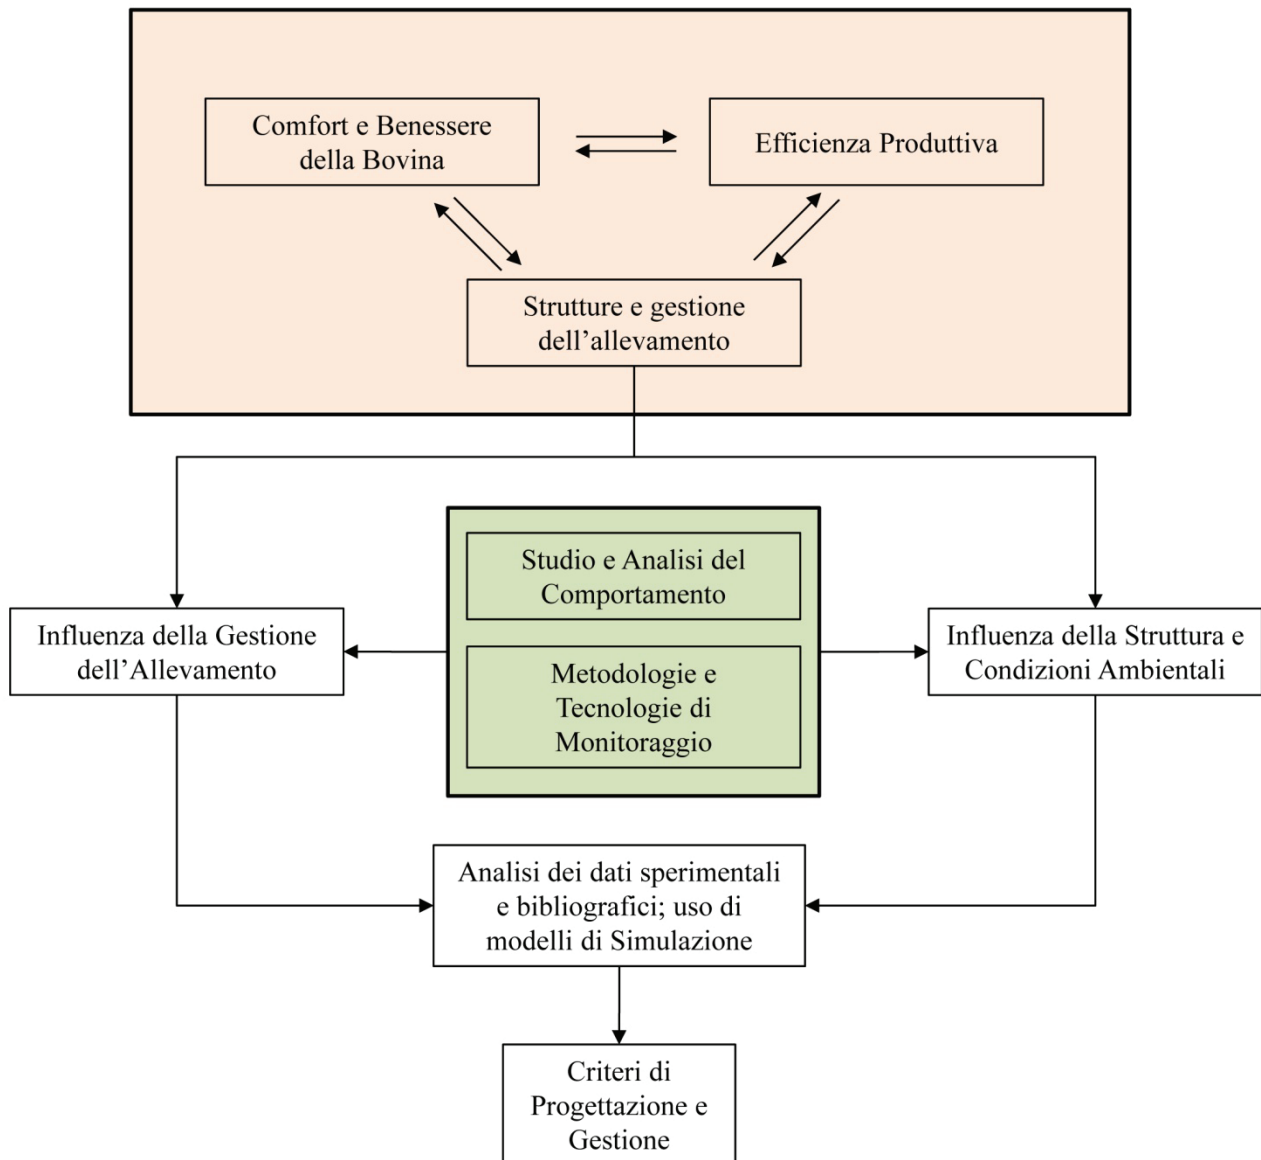 Comfort e Benessere
della Bovina
Efficienza Produttiva
Strutture e gestione
dell’allevamento
Studio e Analisi del
Comportamento
Influenza della Gestione
dell’Allevamento
Metodologie e
Tecnologie di
Monitoraggio
Influenza della Struttura e
Condizioni Ambientali
Analisi dei dati sperimentali
e bibliografici; uso di
modelli di Simulazione
Criteri di
Progettazione e
Gestione